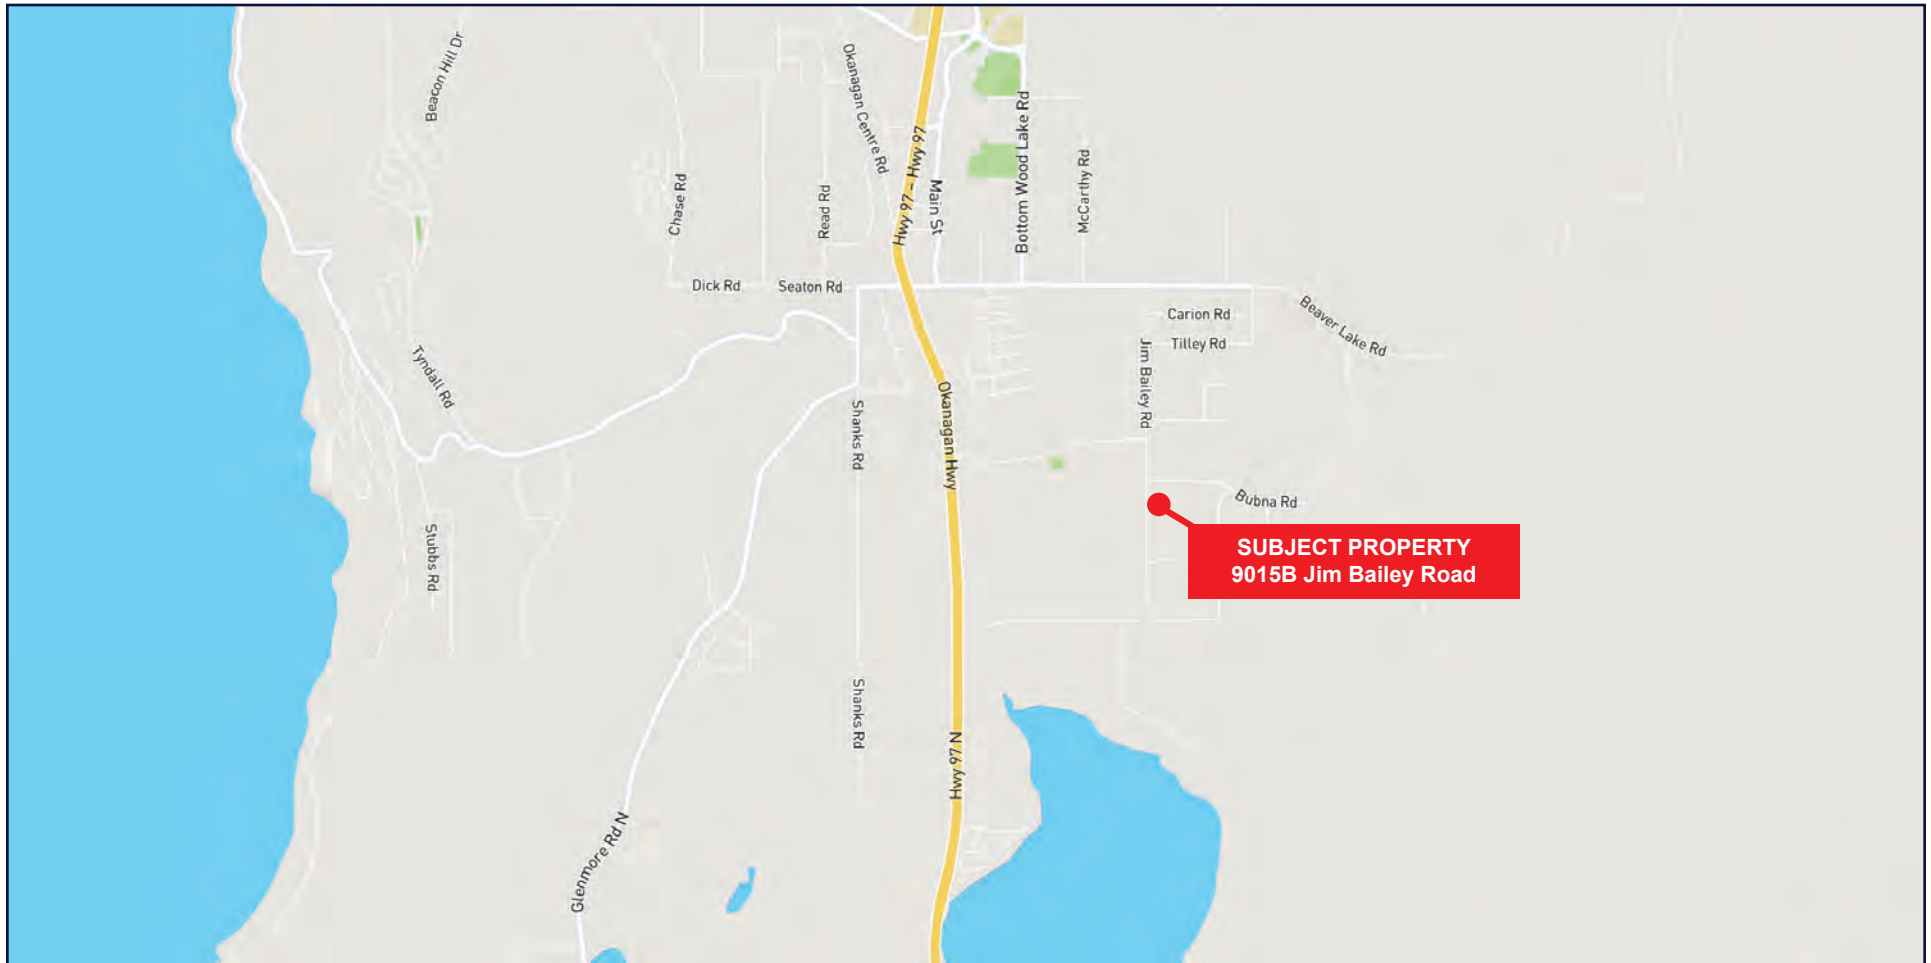 Beacon Hill Dr
Okanagan Centre Rd
Hwy 97 - Hwy 97
Main St
Bottom Wood Lake Rd
McCarthy Rd
Chase Rd
Read Rd
Dick Rd
Seaton Rd
Carion Rd
Beaver Lake Rd
Tilley Rd
Jim Bailey Rd
Tyndall Rd
Shanks Rd
Okanagan Hwy
Bubna Rd
Stubbs Rd
SUBJECT PROPERTY
9015B Jim Bailey Road
Shanks Rd
Hwy 97 N
Glenmore Rd N